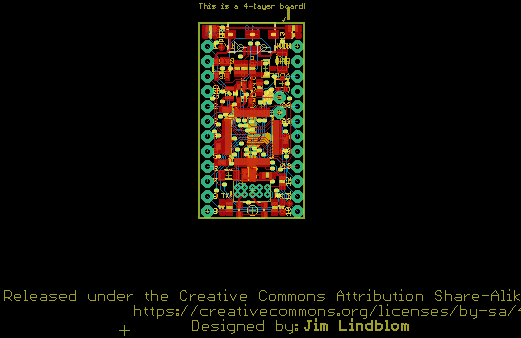 This is a 4-layer board!
Released under the Creative Commons Attribution Share-Alik
https://creativecommons.org/licenses/by-sa/
Designed by: Jim Lindblom